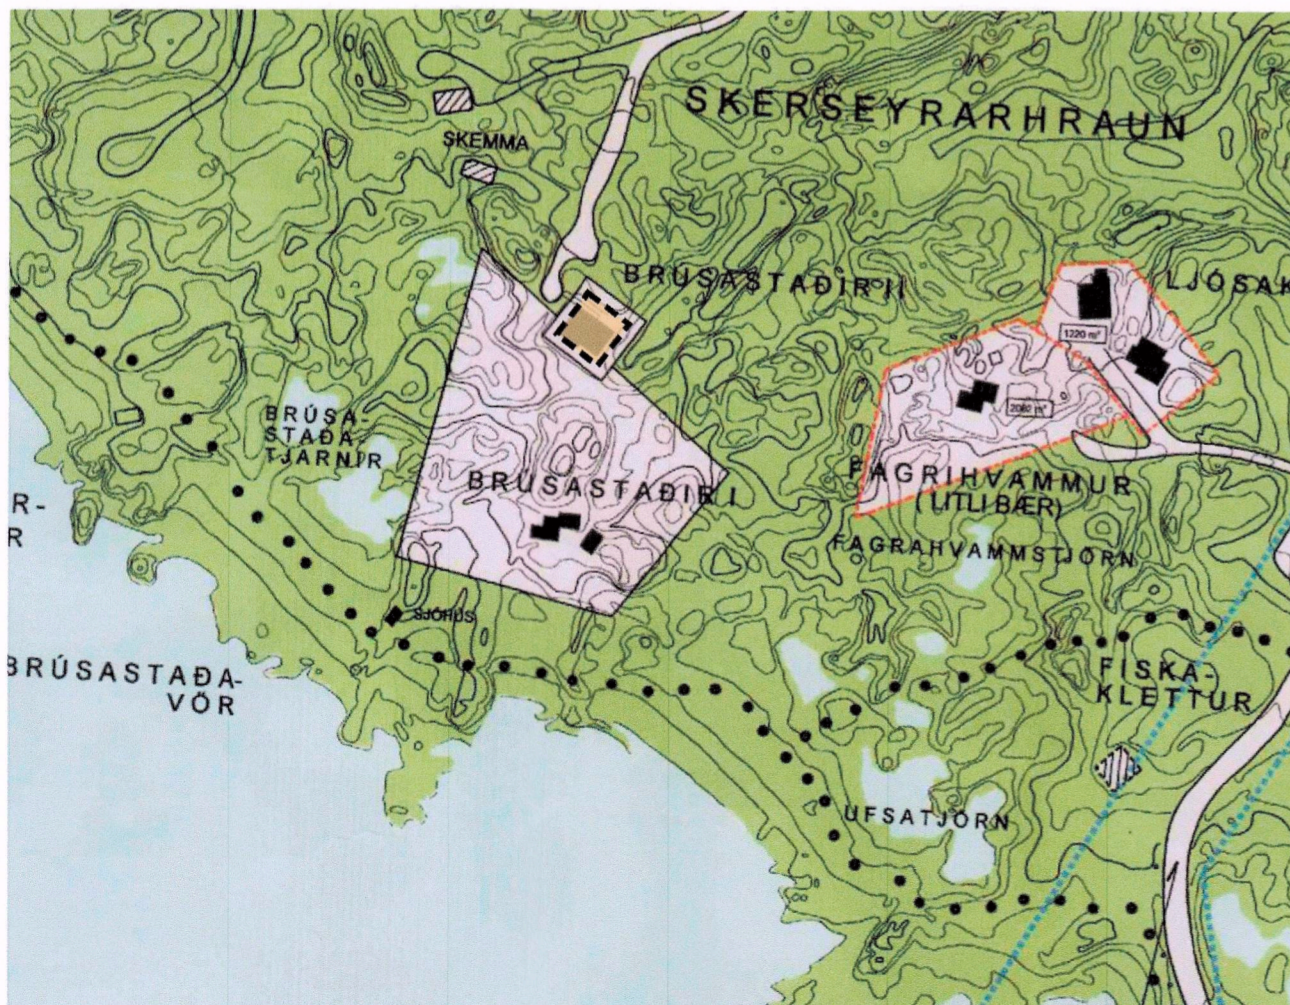 SKERSEYRARHRAUN
SKEMMA
BRÚSASTAÐIR II
LJÓSAK
1220 m²
2082 m²
BRÚSA-
STAÐA-
TJARNIR
BRÚSASTAÐIR I
FAGRIHVAMMUR
( LITLI BÆR)
FAGRAHVAMMSTJÖRN
R-
R
SJÓHÚS
BRÚSASTAÐA-
VÖR
FISKA-
KLETTUR
UFSATJÖRN